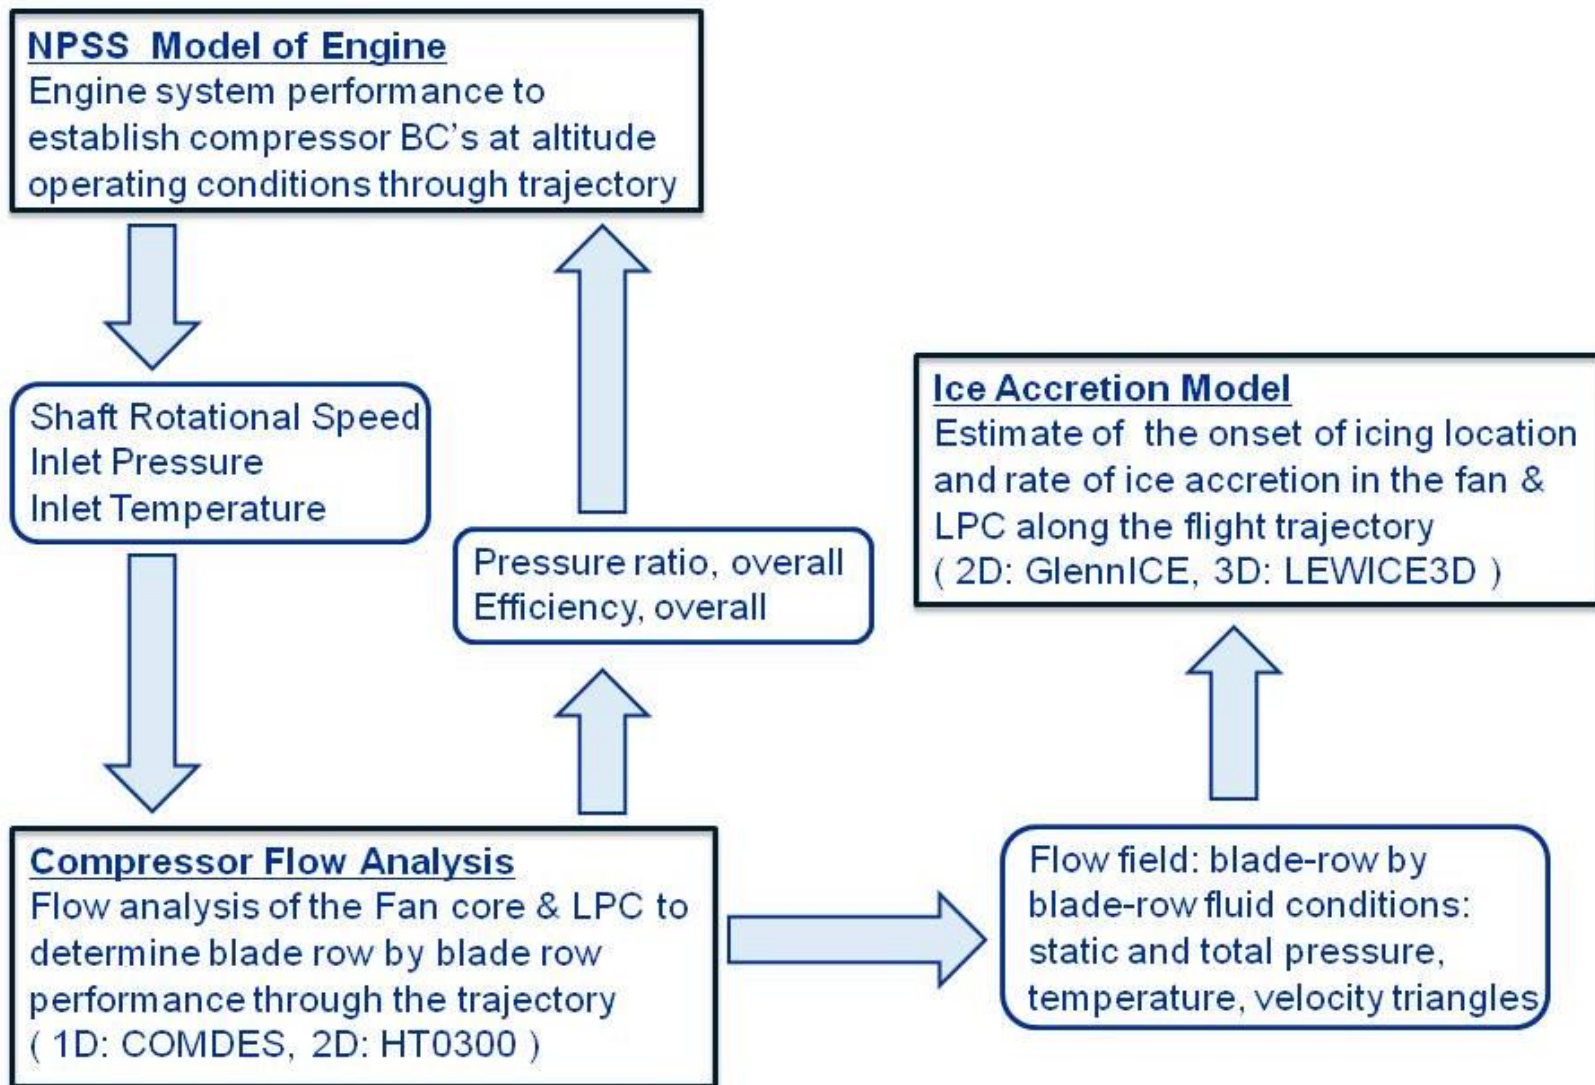 NPSS Model of Engine
Engine system performance to
establish compressor BC's at altitude
operating conditions through trajectory
Shaft Rotational Speed
Inlet Pressure
Inlet Temperature
Pressure ratio, overall
Efficiency, overall
Ice Accretion Model
Estimate of the onset of icing location
and rate of ice accretion in the fan &
LPC along the flight trajectory
( 2D: GlennICE, 3D: LEWICE3D )
Compressor Flow Analysis
Flow analysis of the Fan core & LPC to
determine blade row by blade row
performance through the trajectory
( 1D: COMDES, 2D: HT0300 )
Flow field: blade-row by
blade-row fluid conditions:
static and total pressure,
temperature, velocity triangles